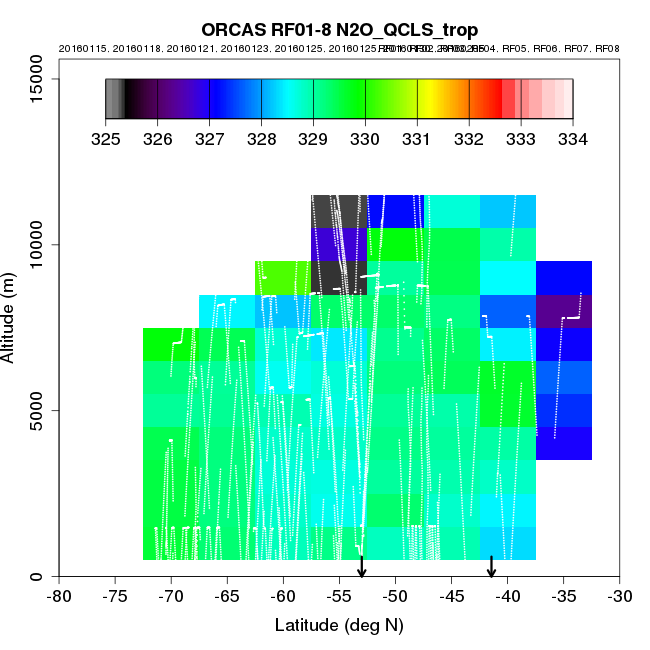 ORCAS RF01-8 N2O_QCLS_trop
20160115. 20160118. 20160121. 20160123. 20160125. 20160125. RF04. RF05. RF06. RF07. RF08
15000
10000
5000
0
Altitude (m)
325 326 327 328 329 330 331 332 333 334
-80 -75 -70 -65 -60 -55 -50 -45 -40 -35 -30
Latitude (deg N)